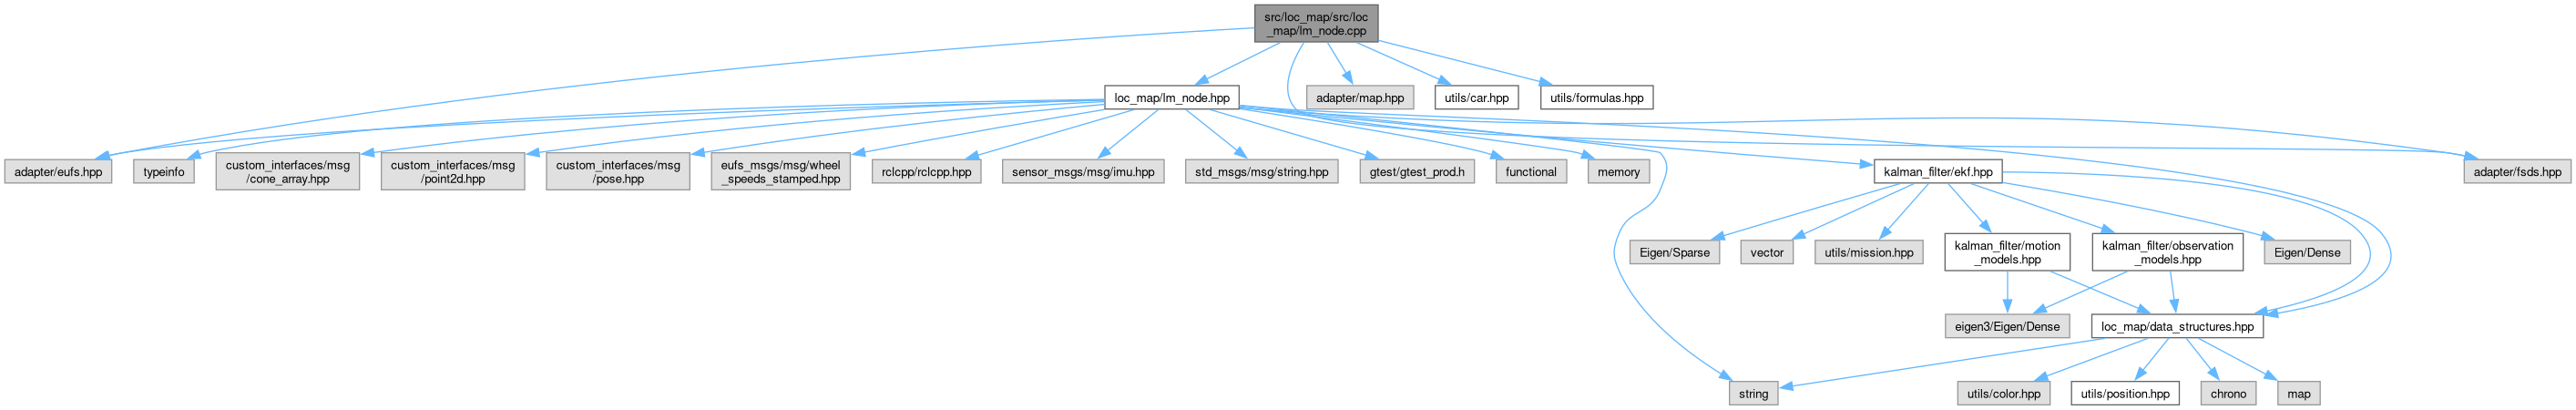 src/loc_map/src/loc
_map/lm_node.cpp
loc_map/lm_node.hpp
adapter/map.hpp
utils/car.hpp
utils/formulas.hpp
adapter/eufs.hpp
typeinfo
custom_interfaces/msg
/cone_array.hpp
custom_interfaces/msg
/point2d.hpp
custom_interfaces/msg
/pose.hpp
eufs_msgs/msg/wheel
_speeds_stamped.hpp
rclcpp/rclcpp.hpp
sensor_msgs/msg/imu.hpp
std_msgs/msg/string.hpp
gtest/gtest_prod.h
functional
memory
kalman_filter/ekf.hpp
adapter/fsds.hpp
Eigen/Sparse
vector
utils/mission.hpp
kalman_filter/motion
_models.hpp
kalman_filter/observation
_models.hpp
Eigen/Dense
eigen3/Eigen/Dense
loc_map/data_structures.hpp
string
utils/color.hpp
utils/position.hpp
chrono
map